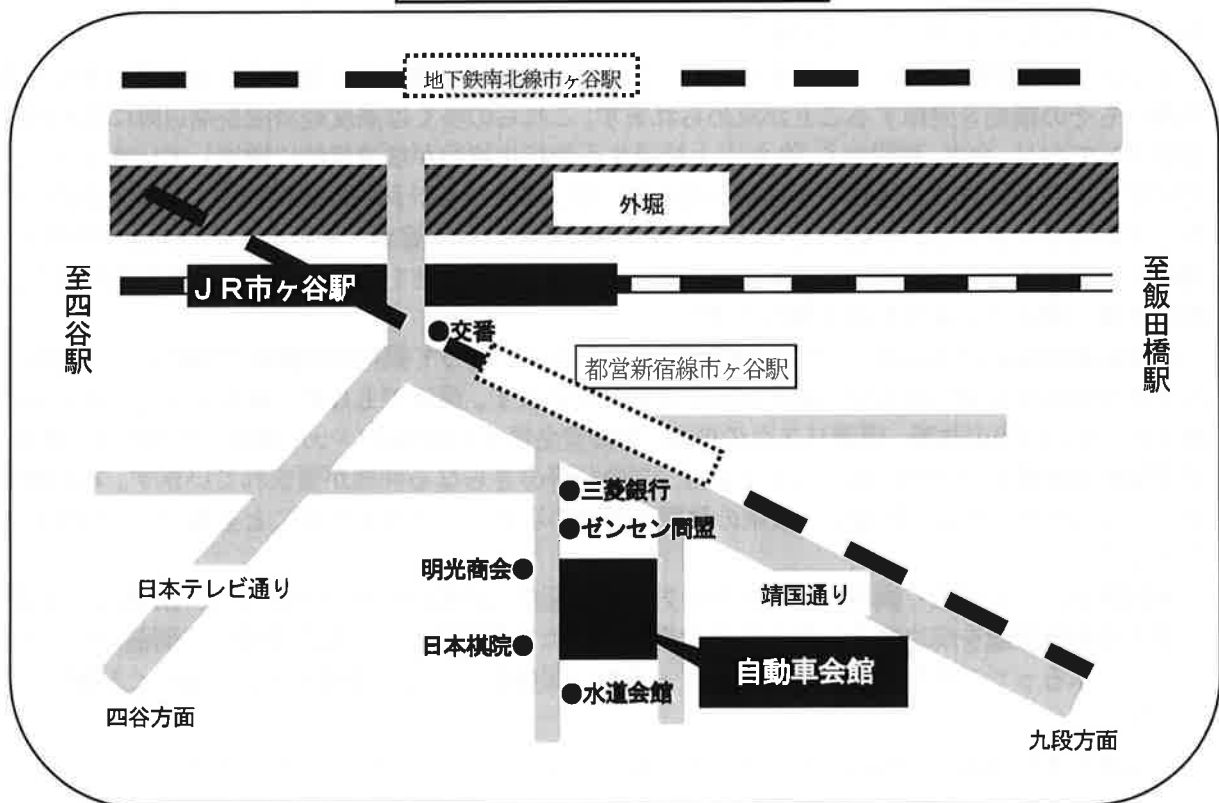 地下鉄南北線市ヶ谷駅
外堀
至四谷駅
JR市ヶ谷駅
至飯田橋駅
交番
都営新宿線市ヶ谷駅
三菱銀行
ゼンセン同盟
明光商会
日本テレビ通り
靖国通り
日本棋院
自動車会館
水道会館
四谷方面
九段方面